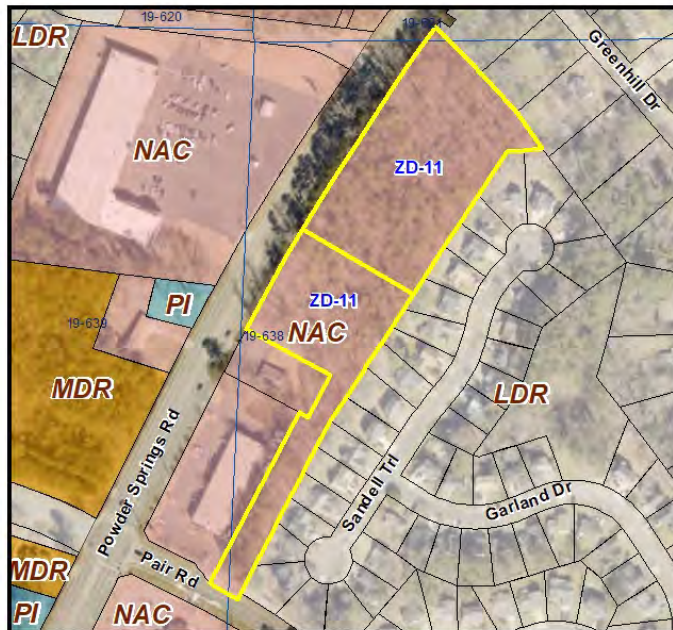 19-620
LDR
Greenhill Dr
NAC
ZD-11
PI
ZD-11
19-639
19-638
NAC
MDR
LDR
Powder Springs Rd
Sandell Trl
Garland Dr
Pair Rd
MDR
PI
NAC